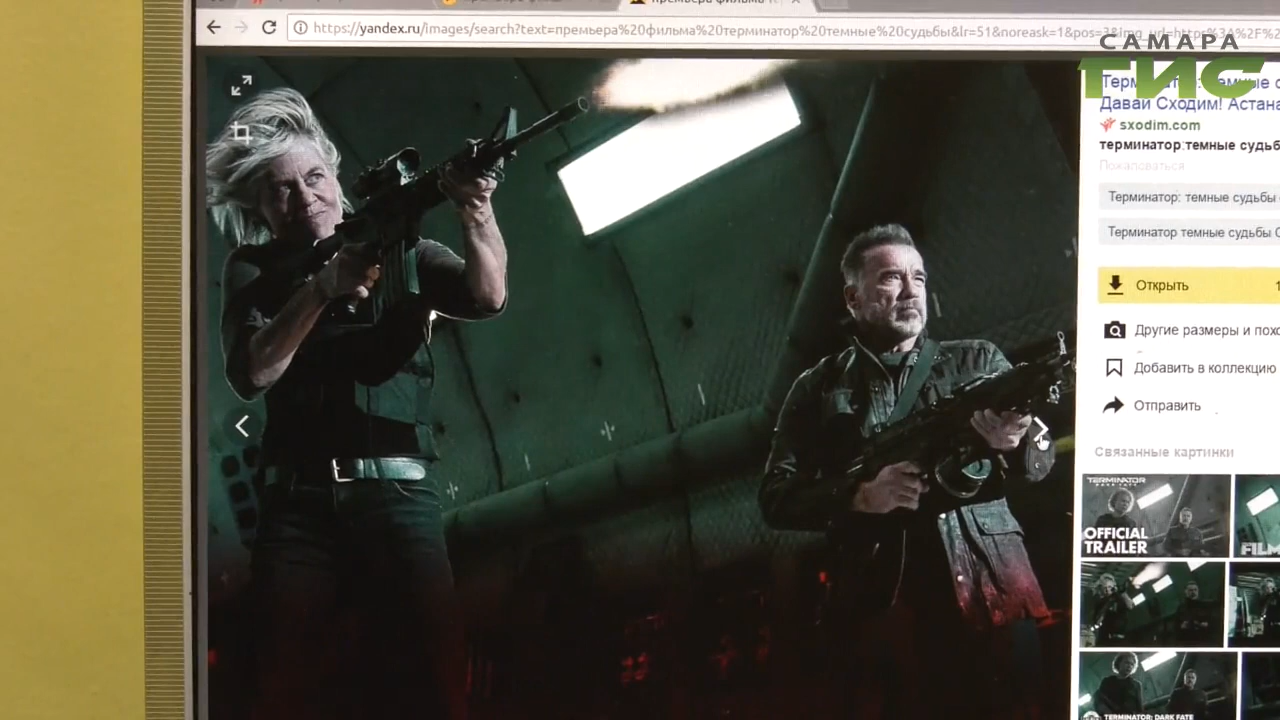 https://yandex.ru/images/search?text=премьера%20фильма%20терминатор%20темные%20судьбы&lr=51&noreask=1&pos=
САМАРА
ГИС
Давай Сходим! Астана
sxodim.com
терминатор:темные судьб
Пожаловаться
Терминатор: темные судьбы
Терминатор темные судьбы
Открыть
Другие размеры и похо
Добавить в коллекцию
Отправить
Связанные картинки
TERMINATOR
OFFICIAL
TRAILER
FILM
TERMINATOR: DARK FATE